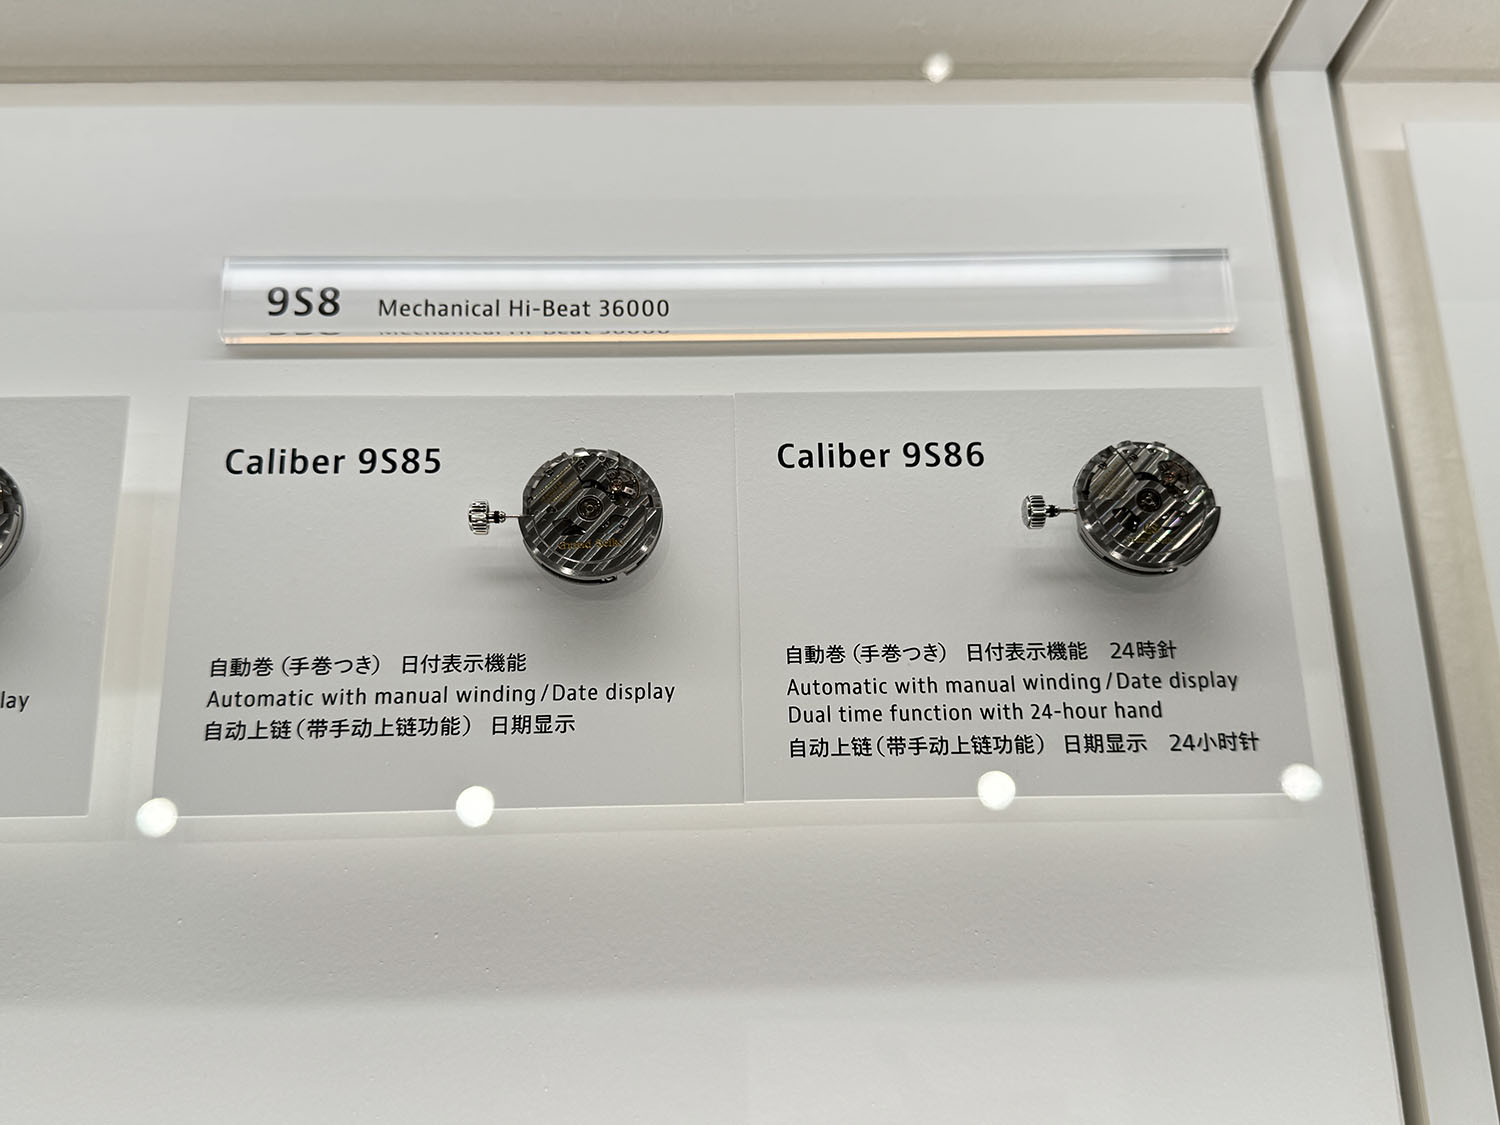 9S8 Mechanical Hi-Beat 36000
Caliber 9S85
Grand Seiko
自動巻（手巻つき） 日付表示機能
Automatic with manual winding/Date display
自动上链（带手动上链功能） 日期显示
Caliber 9S86
自動巻（手巻つき） 日付表示機能 24時針
Automatic with manual winding/Date display
Dual time function with 24-hour hand
自动上链（带手动上链功能） 日期显示 24小时针